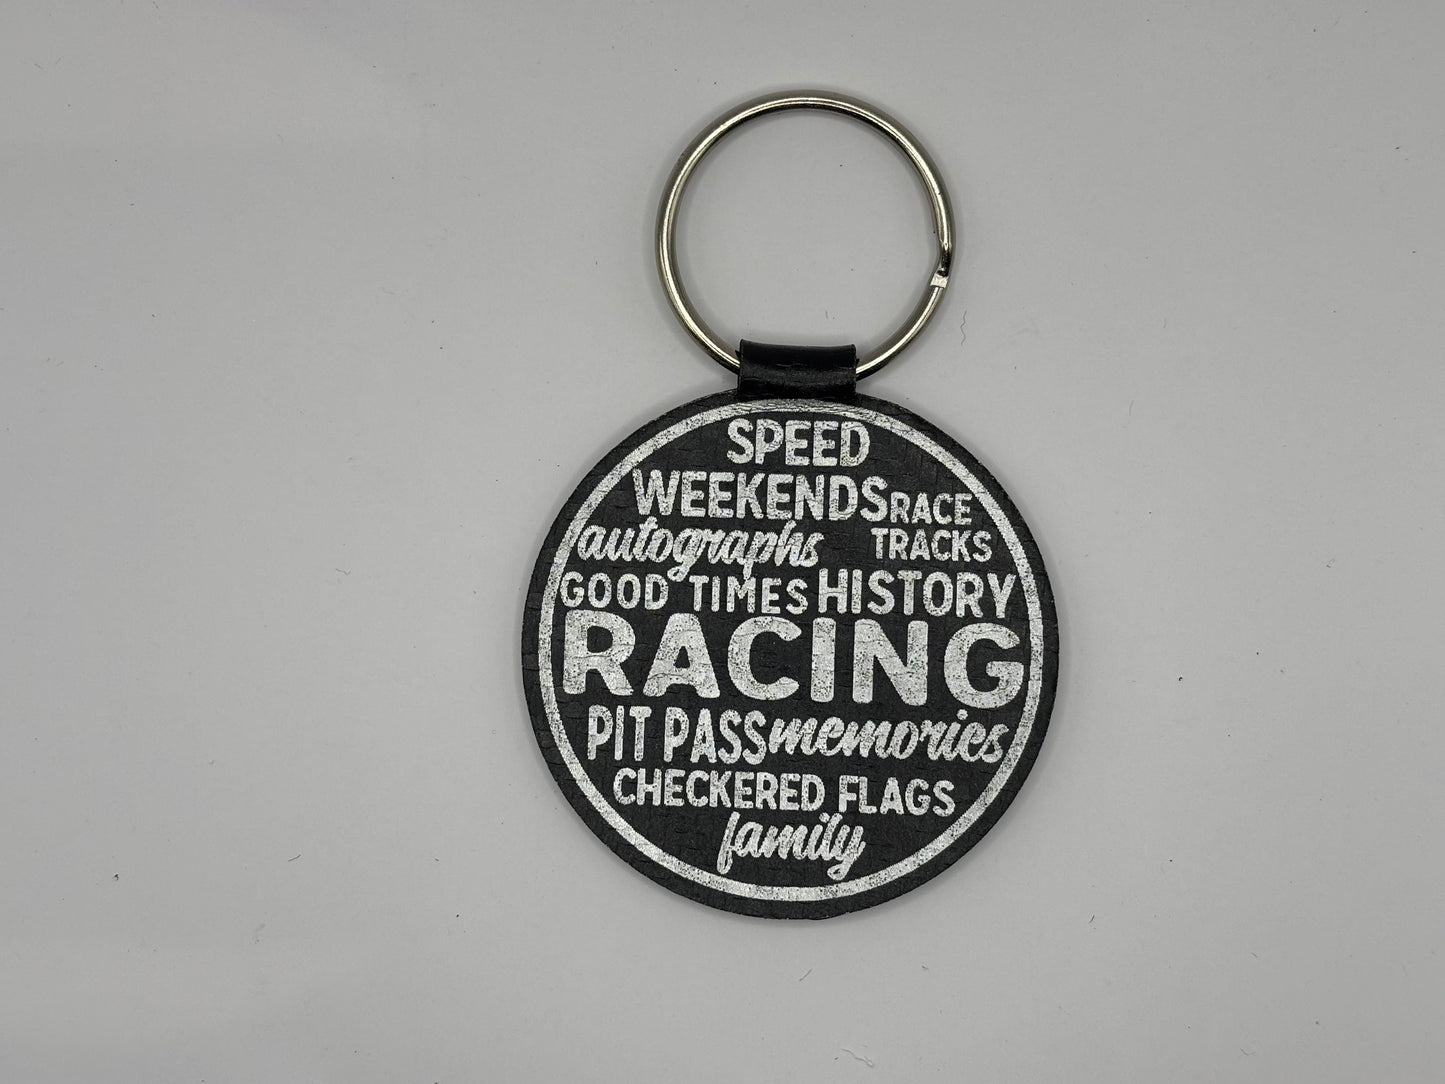 SPEED
WEEKENDS RACE
autographs TRACKS
GOOD TIMES HISTORY
RACING
PIT PASS memories
CHECKERED FLAGS
family